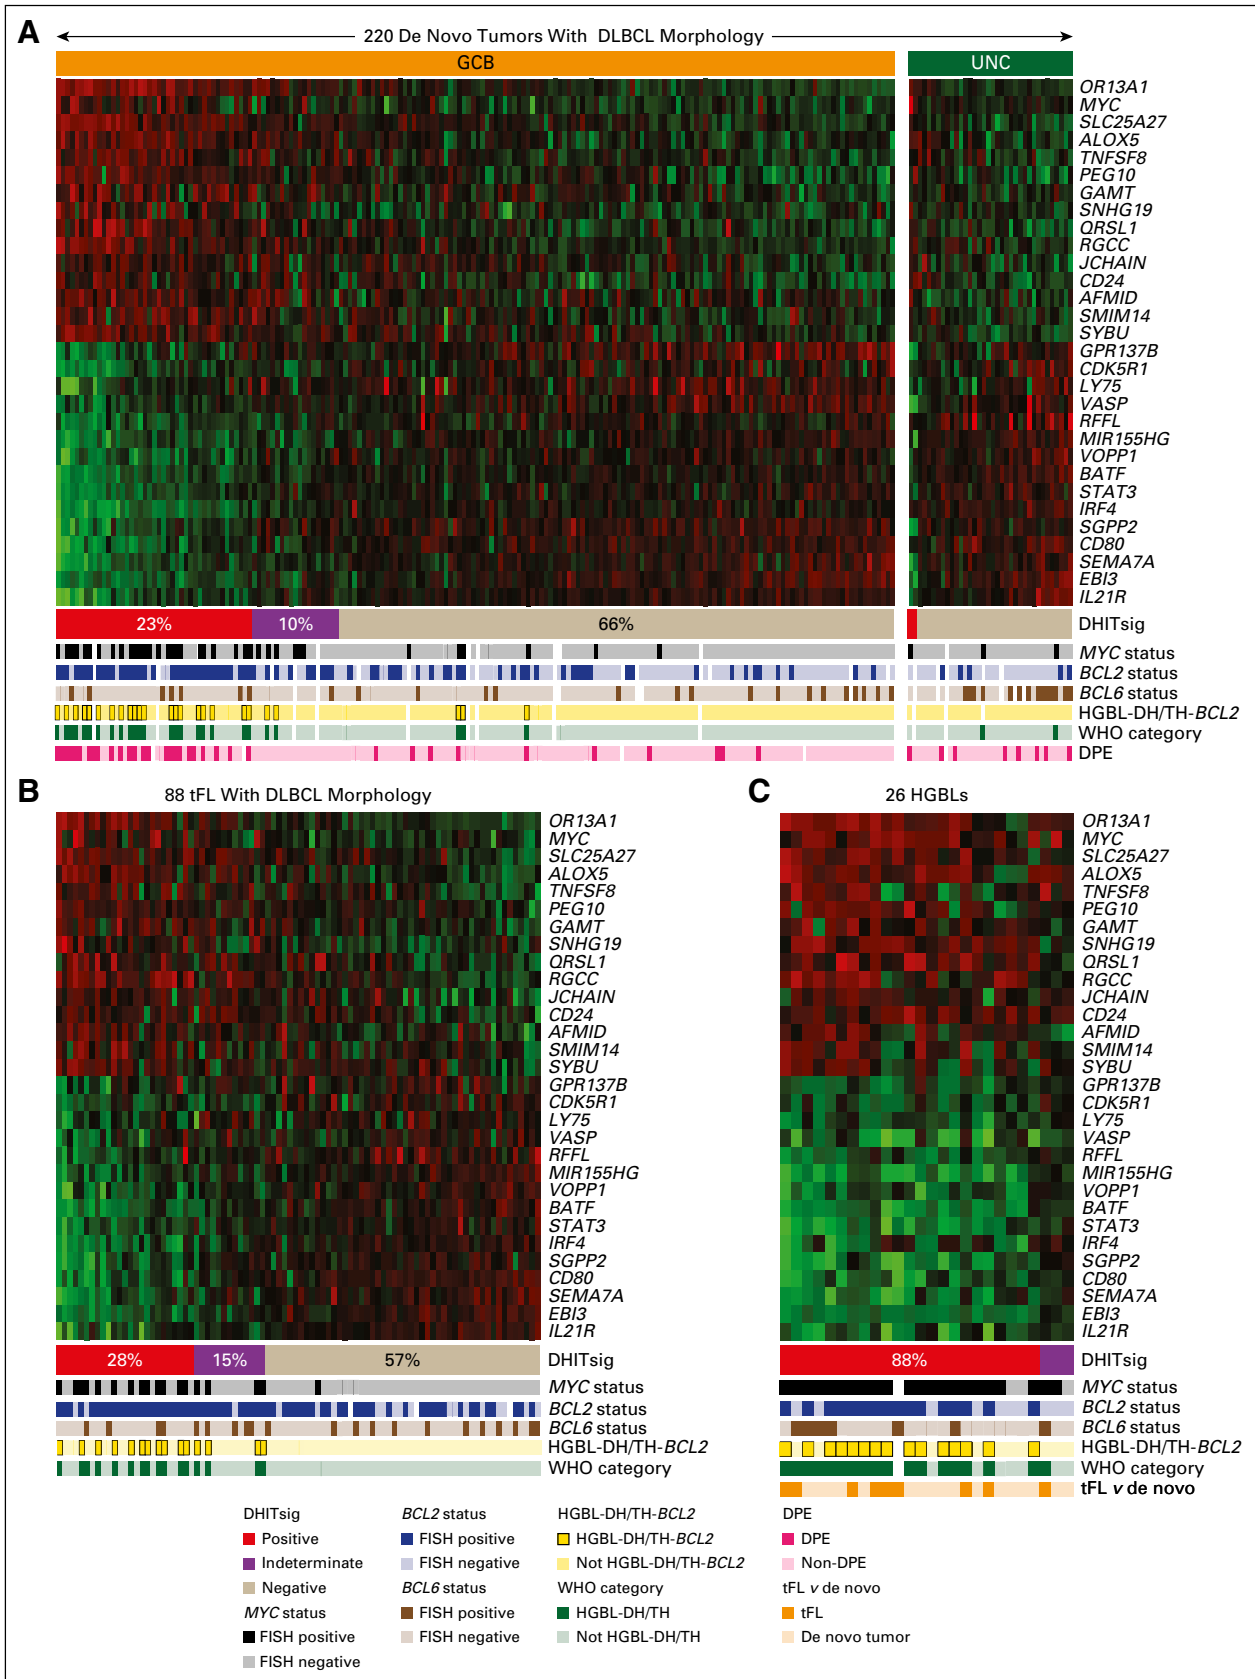 A
220 De Novo Tumors With DLBCL Morphology
GCB
UNC
OR13A1
MYC
SLC25A27
ALOX5
TNFSF8
PEG10
GAMT
SNHG19
QRSL1
RGCC
JCHAIN
CD24
AFMID
SMIM14
SYBU
GPR137B
CDK5R1
LY75
VASP
RFFL
MIR155HG
VOPP1
BATF
STAT3
IRF4
SGPP2
CD80
SEMA7A
EBI3
IL21R
23%
10%
66%
DHITsig
MYC status
BCL2 status
BCL6 status
HGBL-DH/TH-BCL2
WHO category
DPE
B
88 tFL With DLBCL Morphology
OR13A1
MYC
SLC25A27
ALOX5
TNFSF8
PEG10
GAMT
SNHG19
QRSL1
RGCC
JCHAIN
CD24
AFMID
SMIM14
SYBU
GPR137B
CDK5R1
LY75
VASP
RFFL
MIR155HG
VOPP1
BATF
STAT3
IRF4
SGPP2
CD80
SEMA7A
EBI3
IL21R
28%
15%
57%
DHITsig
MYC status
BCL2 status
BCL6 status
HGBL-DH/TH-BCL2
WHO category
C
26 HGBLs
OR13A1
MYC
SLC25A27
ALOX5
TNFSF8
PEG10
GAMT
SNHG19
QRSL1
RGCC
JCHAIN
CD24
AFMID
SMIM14
SYBU
GPR137B
CDK5R1
LY75
VASP
RFFL
MIR155HG
VOPP1
BATF
STAT3
IRF4
SGPP2
CD80
SEMA7A
EBI3
IL21R
88%
DHITsig
MYC status
BCL2 status
BCL6 status
HGBL-DH/TH-BCL2
WHO category
tFL v de novo
DHITsig
Positive
Indeterminate
Negative
MYC status
FISH positive
FISH negative
BCL2 status
FISH positive
FISH negative
BCL6 status
FISH positive
FISH negative
HGBL-DH/TH-BCL2
HGBL-DH/TH-BCL2
Not HGBL-DH/TH-BCL2
WHO category
HGBL-DH/TH
Not HGBL-DH/TH
DPE
DPE
Non-DPE
tFL v de novo
tFL
De novo tumor